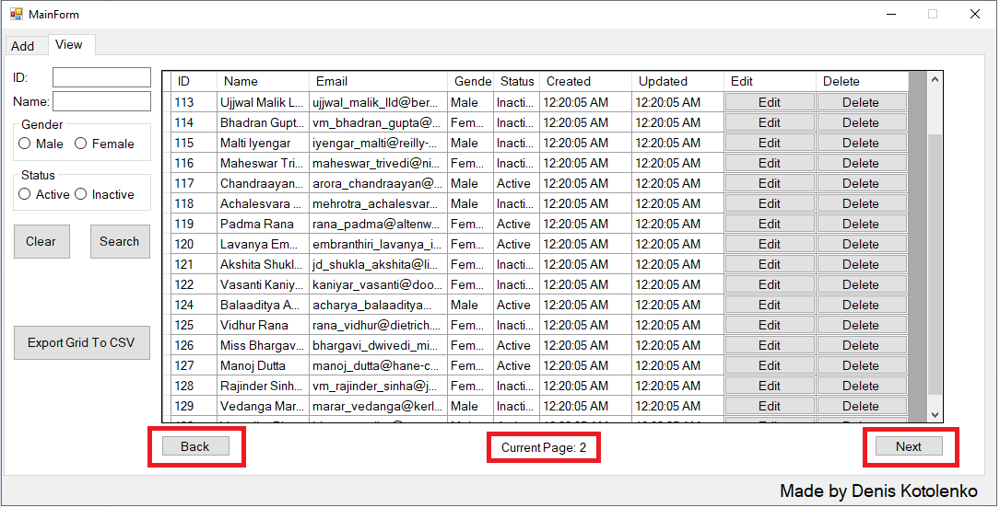 MainForm
Add View
ID:
Name:
Gender
Male Female
Status
Active Inactive
Clear Search
Export Grid To CSV
ID Name Email Gende Status Created Updated Edit Delete
113 Ujjwal Malik L... ujjwal_malik_lld@ber... Male Inacti... 12:20:05 AM 12:20:05 AM Edit Delete
114 Bhadran Gupt... vm_bhadran_gupta@... Fem... Inacti... 12:20:05 AM 12:20:05 AM Edit Delete
115 Malti Iyengar iyengar_malti@reilly-... Male Inacti... 12:20:05 AM 12:20:05 AM Edit Delete
116 Maheswar Tri... maheswar_trivedi@ni... Fem... Inacti... 12:20:05 AM 12:20:05 AM Edit Delete
117 Chandraayan... arora_chandraayan@... Male Active 12:20:05 AM 12:20:05 AM Edit Delete
118 Achalesvara ... mehrotra_achalesvar... Male Inacti... 12:20:05 AM 12:20:05 AM Edit Delete
119 Padma Rana rana_padma@altenw... Fem... Active 12:20:05 AM 12:20:05 AM Edit Delete
120 Lavanya Em... embranthiri_lavanya_i... Fem... Active 12:20:05 AM 12:20:05 AM Edit Delete
121 Akshita Shukl... jd_shukla_akshita@li... Fem... Inacti... 12:20:05 AM 12:20:05 AM Edit Delete
122 Vasanti Kaniy... kaniyar_vasanti@doo... Fem... Inacti... 12:20:05 AM 12:20:05 AM Edit Delete
124 Balaaditya A... acharya_balaaditya... Male Active 12:20:05 AM 12:20:05 AM Edit Delete
125 Vidhur Rana rana_vidhur@dietrich.... Fem... Inacti... 12:20:05 AM 12:20:05 AM Edit Delete
126 Miss Bhargav... bhargavi_dwivedi_mi... Fem... Active 12:20:05 AM 12:20:05 AM Edit Delete
127 Manoj Dutta manoj_dutta@hane-c... Fem... Active 12:20:05 AM 12:20:05 AM Edit Delete
128 Rajinder Sinh... vm_rajinder_sinha@j... Fem... Inacti... 12:20:05 AM 12:20:05 AM Edit Delete
129 Vedanga Mar... marar_vedanga@kerl... Male Inacti... 12:20:05 AM 12:20:05 AM Edit Delete
Back Current Page: 2 Next
Made by Denis Kotolenko